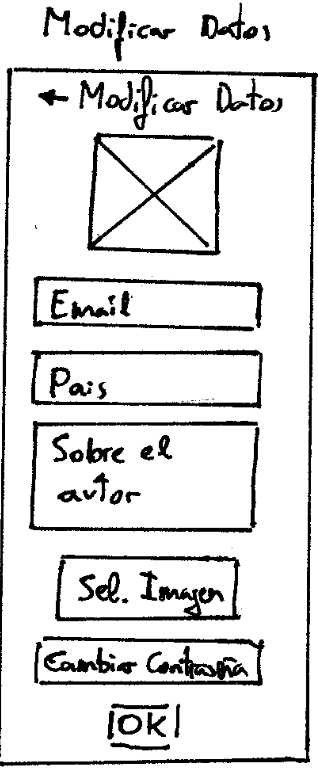 Modificar Datos
← Modificar Datos
Email
Pais
Sobre el
autor
Sel. Imagen
Cambiar Contraseña
OK